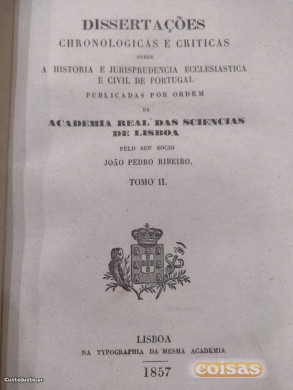 DISSERTAÇÕES
CHRONOLOGICAS E CRITICAS
SOBRE
A HISTORIA E JURISPRUDENCIA ECCLESIASTICA
E CIVIL DE PORTUGAL
PUBLICADAS POR ORDEM
DA
ACADEMIA REAL DAS SCIENCIAS
DE LISBOA
PELO SEU SOCIO
JOÃO PEDRO RIBEIRO.
TOMO II.
LISBOA
NA TYPOGRAPHIA DA MESMA ACADEMIA
1857
CustoJusto.pt
coisas